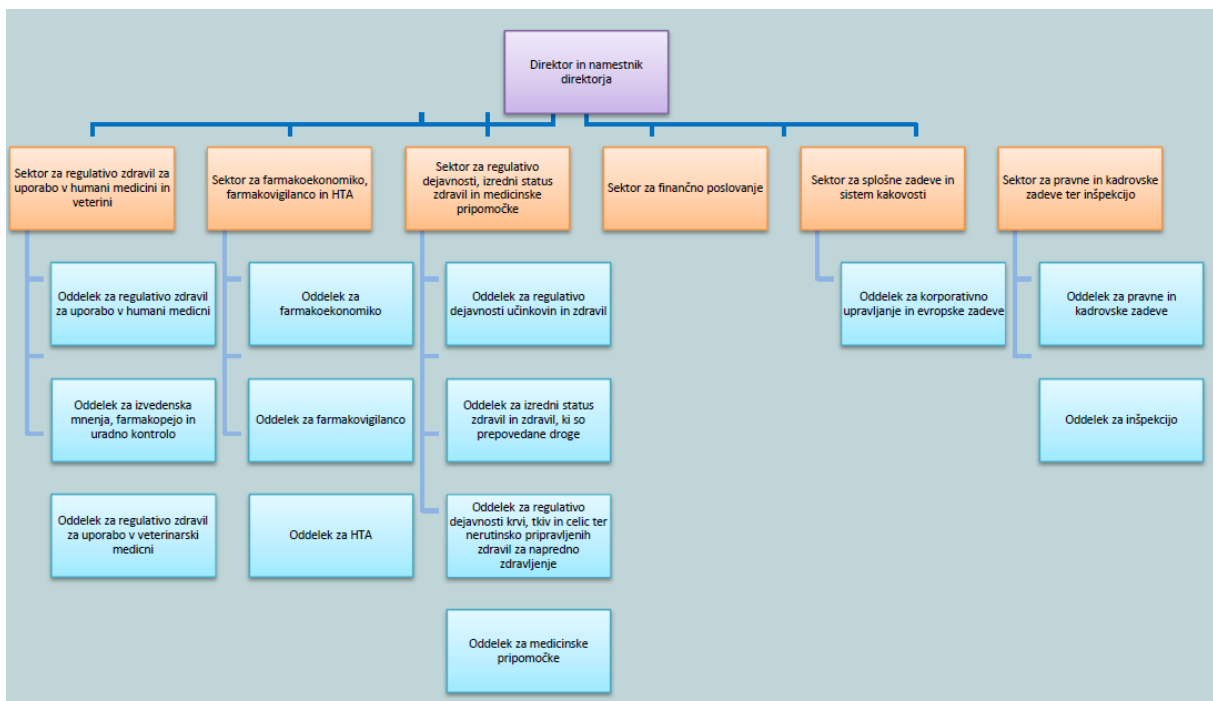 Direktor in namestnik
direktorja
Sektor za regulativo zdravil za
uporabo v humani medicini in
veterini
Sektor za farmakoekonomiko,
farmakovigilanco in HTA
Sektor za regulativo
dejavnosti, izredni status
zdravil in medicinske
pripomočke
Sektor za finančno poslovanje
Sektor za splošne zadeve in
sistem kakovosti
Sektor za pravne in kadrovske
zadeve ter inšpekcijo
Oddelek za regulativo zdravil
za uporabo v humani medicni
Oddelek za
farmakoekonomiko
Oddelek za regulativo
dejavnosti učinkovin in zdravil
Oddelek za korporativno
upravljanje in evropske zadeve
Oddelek za pravne in
kadrovske zadeve
Oddelek za izvedenska
mnenja, farmakopejo in
uradno kontrolo
Oddelek za farmakovigilanco
Oddelek za izredni status
zdravil in zdravil, ki so
prepovedane droge
Oddelek za inšpekcijo
Oddelek za regulativo zdravil
za uporabo v veterinarski
medicni
Oddelek za HTA
Oddelek za regulativo
dejavnosti krvi, tkiv in celic ter
nerutinsko pripravljenih
zdravil za napredno
zdravljenje
Oddelek za medicinske
pripomočke